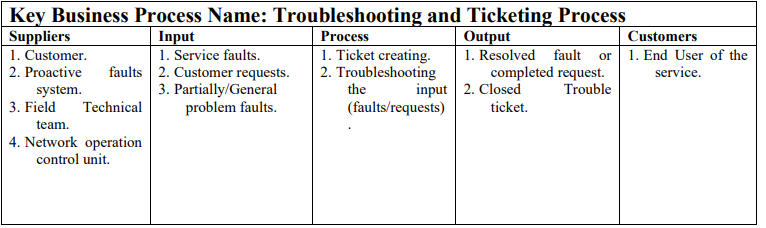 Key Business Process Name: Troubleshooting and Ticketing Process
Suppliers
Input
Process
Output
Customers
1. Customer.
2. Proactive faults
system.
3. Field Technical
team.
4. Network operation
control unit.
1. Service faults.
2. Customer requests.
3. Partially/General
problem faults.
1. Ticket creating.
2. Troubleshooting
the input
(faults/requests)
.
1. Resolved fault or
completed request.
2. Closed Trouble
ticket.
1. End User of the
service.